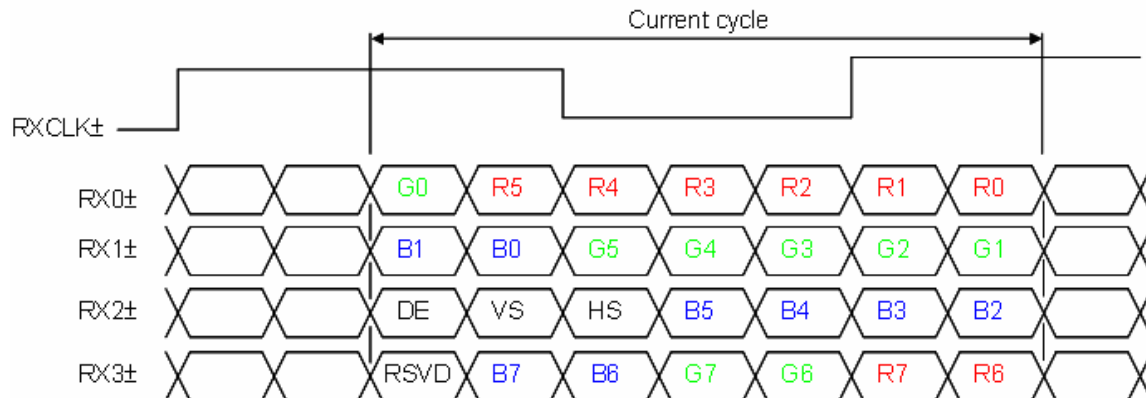 Current cycle
RXCLK±
RX0± G0 R5 R4 R3 R2 R1 R0
RX1± B1 B0 G5 G4 G3 G2 G1
RX2± DE VS HS B5 B4 B3 B2
RX3± RSVD B7 B6 G7 G6 R7 R6